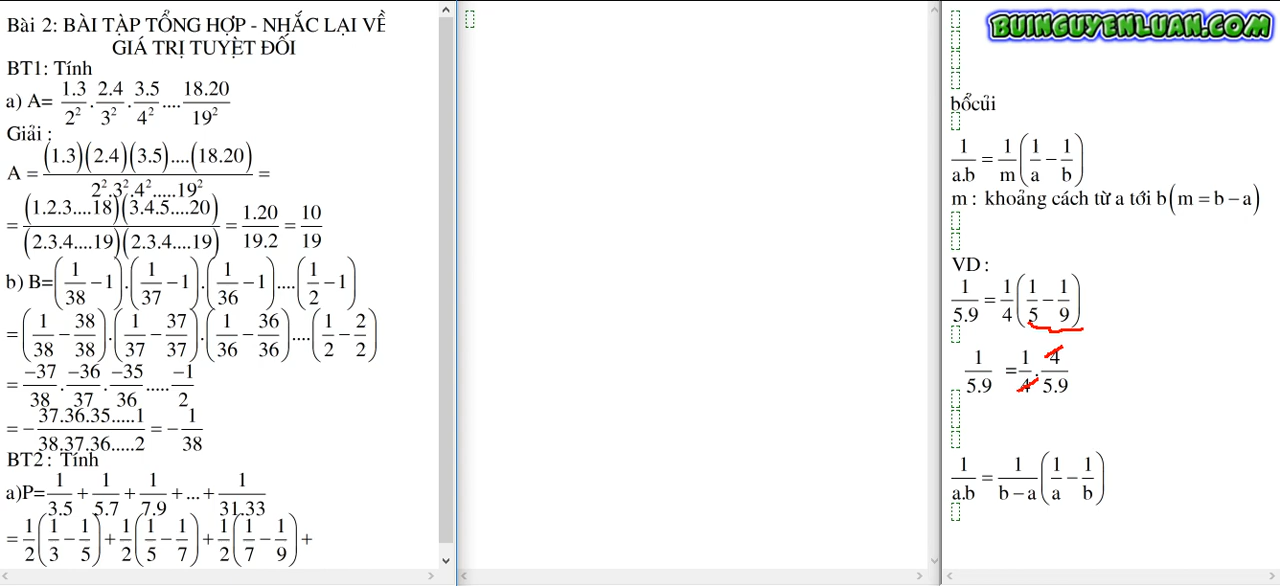 Bài 2: BÀI TẬP TỔNG HỢP - NHẮC LẠI VỀ
GIÁ TRỊ TUYỆT ĐỐI
BT1: Tính
a) A= 1.3/2² . 2.4/3² . 3.5/4² .... 18.20/19²
Giải :
A = (1.3)(2.4)(3.5)....(18.20) / 2².3².4².....19² =
= (1.2.3....18)(3.4.5....20) / (2.3.4....19)(2.3.4....19) = 1.20/19.2 = 10/19
b) B=(1/38 − 1).(1/37 − 1).(1/36 − 1)....(1/2 − 1)
= (1/38 − 38/38).(1/37 − 37/37).(1/36 − 36/36)....(1/2 − 2/2)
= −37/38 . −36/37 . −35/36 ..... −1/2
= − 37.36.35.....1 / 38.37.36.....2 = − 1/38
BT2 : Tính
a)P= 1/3.5 + 1/5.7 + 1/7.9 + ... + 1/31.33
= 1/2 (1/3 − 1/5) + 1/2 (1/5 − 1/7) + 1/2 (1/7 − 1/9) +
BUINGUYENLUAN.COM
bổcủi
1/a.b = 1/m (1/a − 1/b)
m : khoảng cách từ a tới b(m = b − a)
VD :
1/5.9 = 1/4 (1/5 − 1/9)
1/5.9 = 1/4 . 4/5.9
1/a.b = 1/b − a (1/a − 1/b)